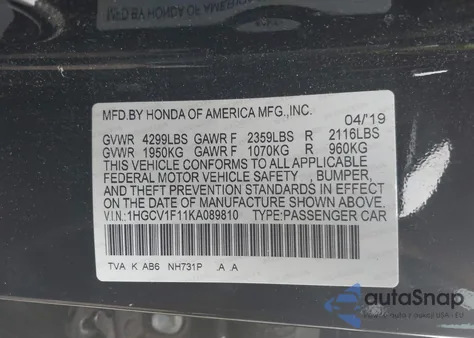 MFD.BY HONDA OF AMERICA MFG.,INC. 04/'19
GVWR 4299LBS GAWR F 2359LBS R 2116LBS
GVWR 1950KG GAWR F 1070KG R 960KG
THIS VEHICLE CONFORMS TO ALL APPLICABLE
FEDERAL MOTOR VEHICLE SAFETY , BUMPER,
AND THEFT PREVENTION STANDARDS IN EFFECT
ON THE DATE OF MANUFACTURE SHOWN ABOVE.
V.I.N.:1HGCV1F11KA089810 TYPE:PASSENGER CAR
TVA K AB6 NH731P .A .A
autoSnap